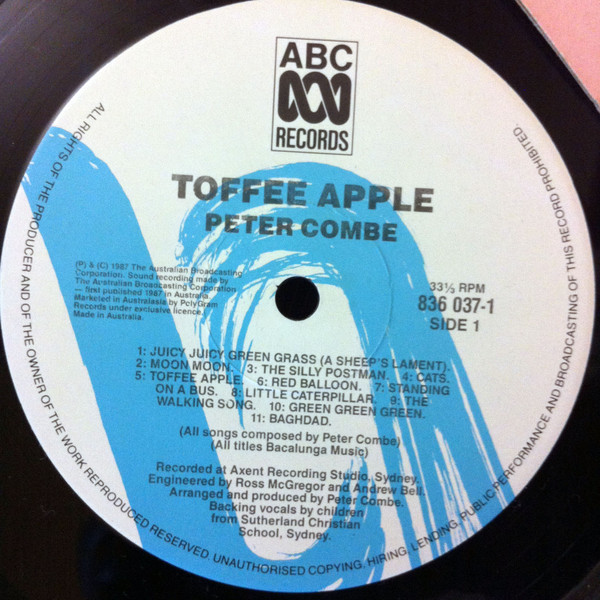 ABC
RECORDS
TOFFEE APPLE
PETER COMBE
(P) & (C) 1987 The Australian Broadcasting
Corporation. Sound recording made by
The Australian Broadcasting Corporation
— first published 1987 in Australia.
Marketed in Australasia by PolyGram
Records under exclusive licence.
Made in Australia.
33⅓ RPM
836 037-1
SIDE 1
1: JUICY JUICY GREEN GRASS (A SHEEP'S LAMENT).
2: MOON MOON. 3: THE SILLY POSTMAN. 4: CATS.
5: TOFFEE APPLE. 6: RED BALLOON. 7: STANDING
ON A BUS. 8: LITTLE CATERPILLAR. 9: THE
WALKING SONG. 10: GREEN GREEN GREEN.
11: BAGHDAD.
(All songs composed by Peter Combe)
(All titles Bacalunga Music)
Recorded at Axent Recording Studio, Sydney.
Engineered by Ross McGregor and Andrew Bell.
Arranged and produced by Peter Combe.
Backing vocals by children
from Sutherland Christian
School, Sydney.
ALL RIGHTS OF THE PRODUCER AND OF THE OWNER OF THE WORK REPRODUCED RESERVED. UNAUTHORISED COPYING, HIRING, LENDING, PUBLIC PERFORMANCE AND BROADCASTING OF THIS RECORD PROHIBITED.